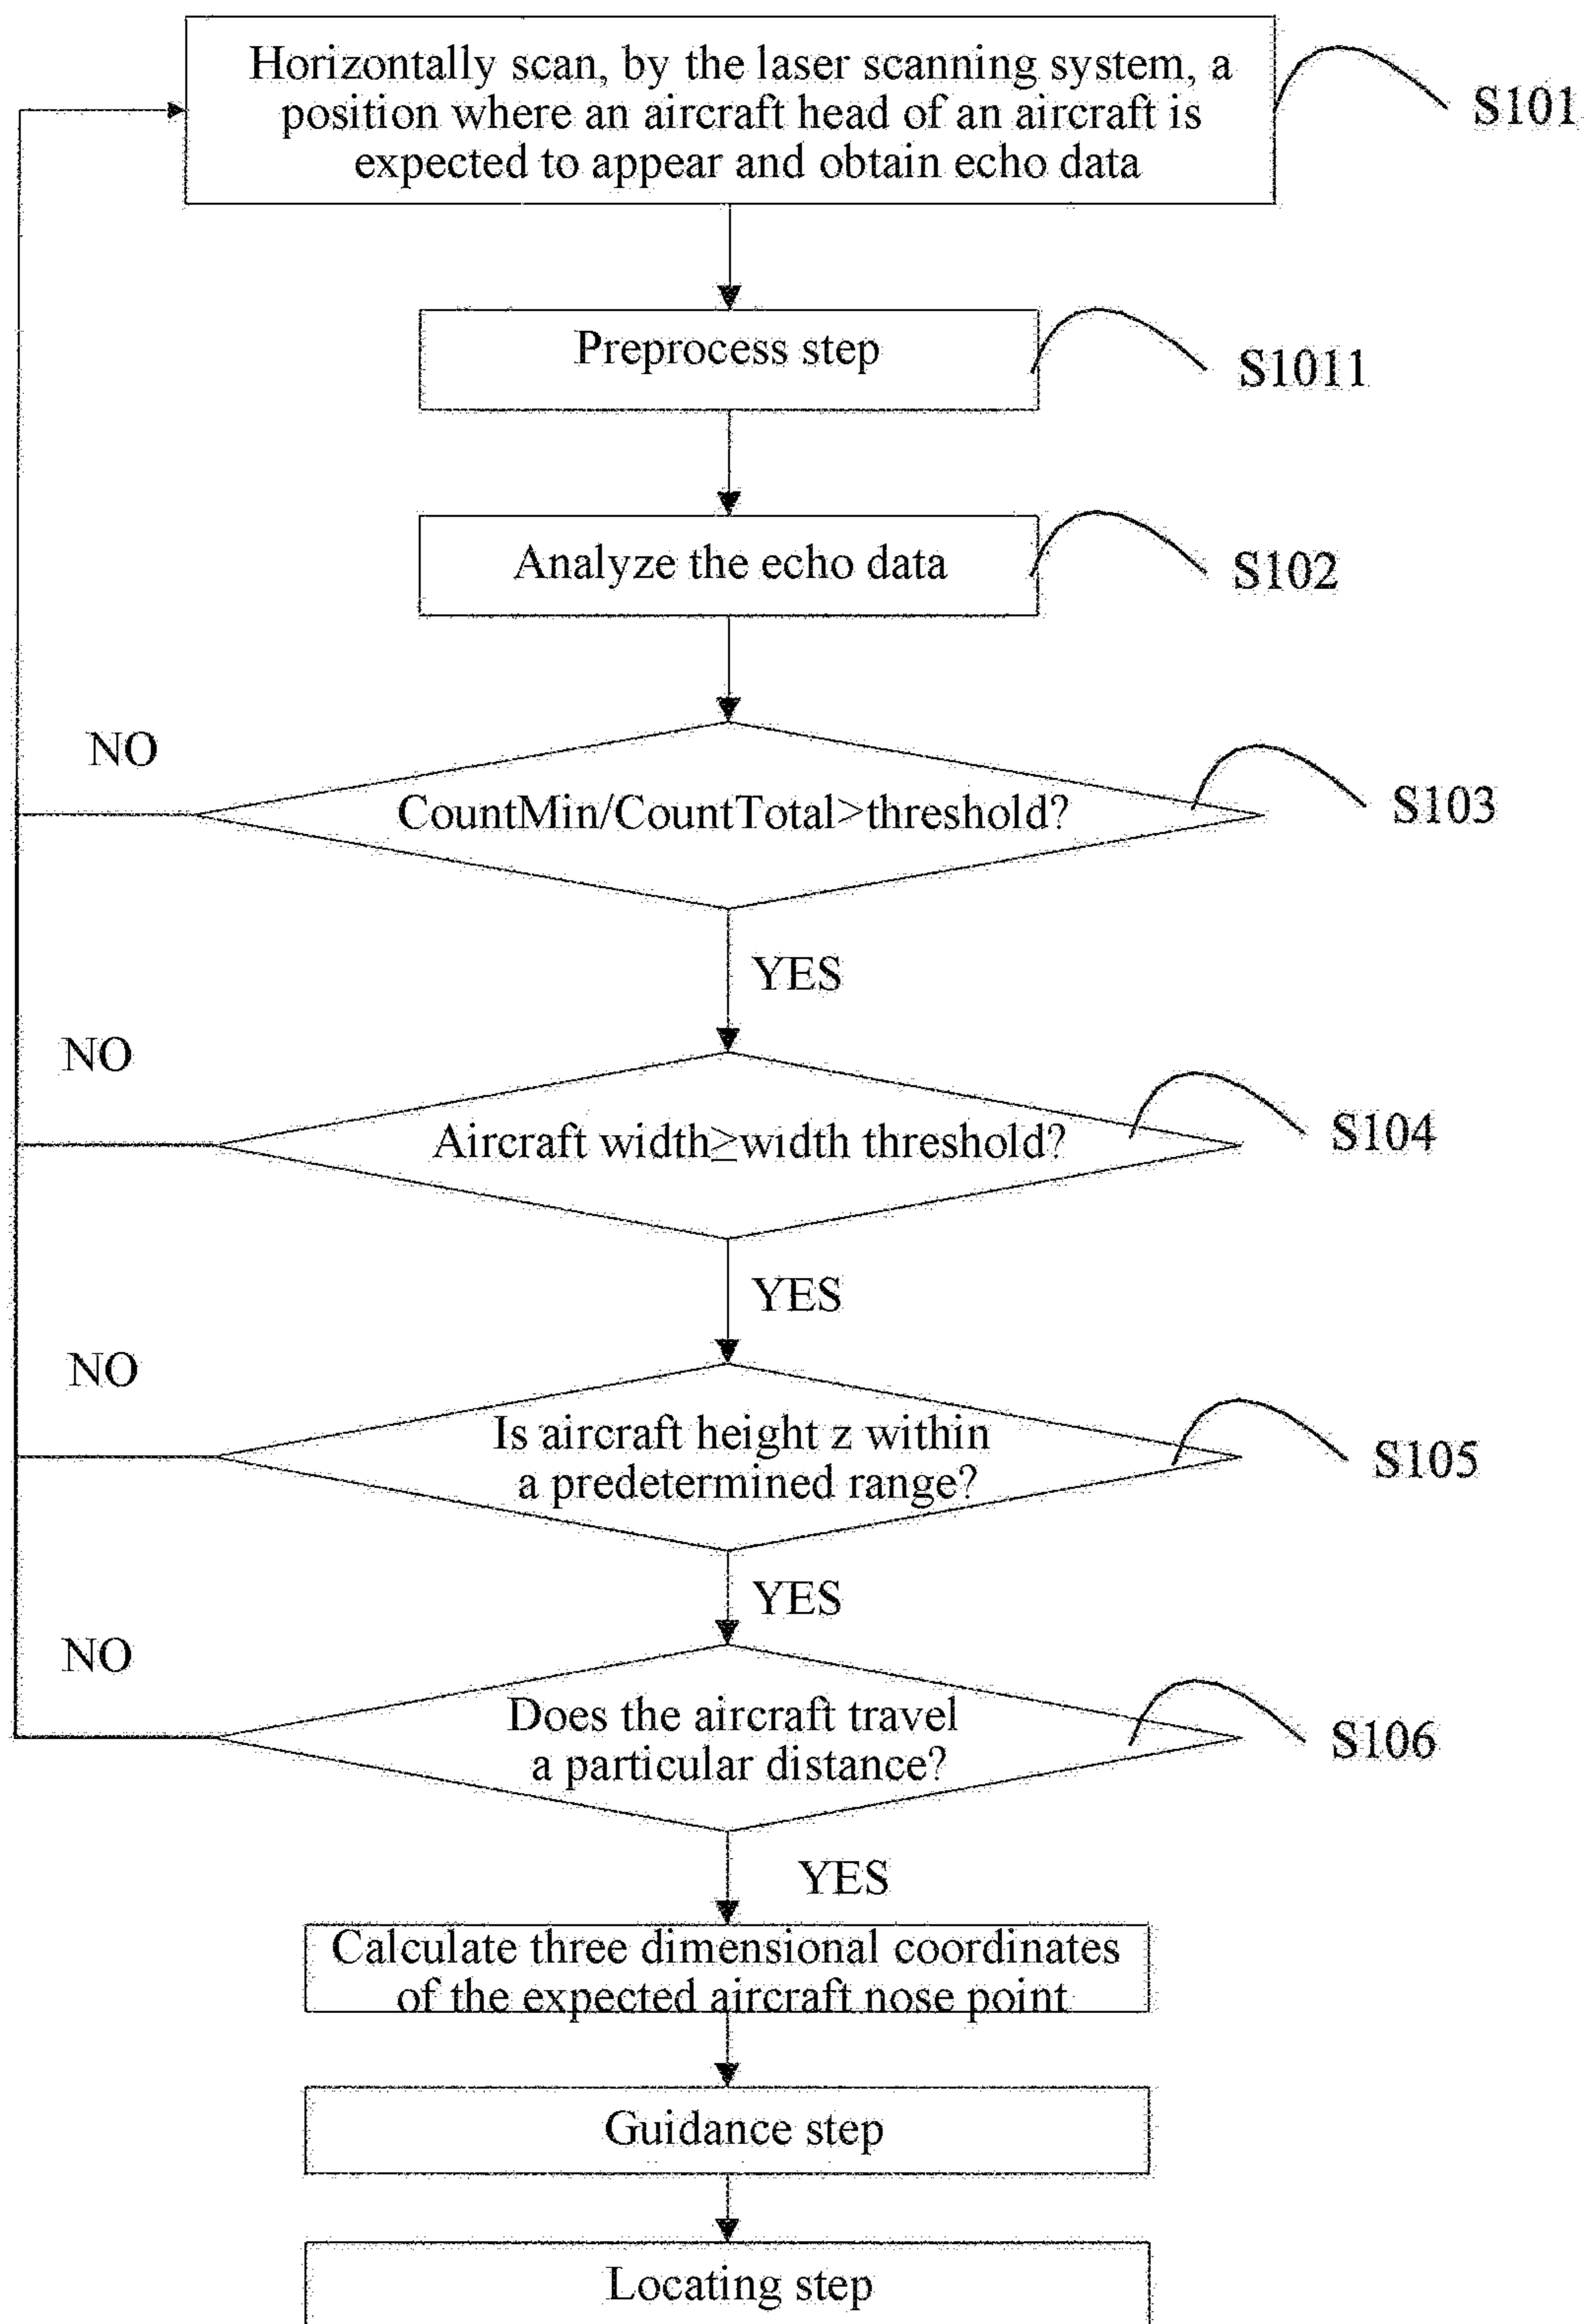 Horizontally scan, by the laser scanning system, a
position where an aircraft head of an aircraft is
expected to appear and obtain echo data
S101
Preprocess step
S1011
Analyze the echo data
S102
NO
CountMin/CountTotal>threshold?
S103
YES
NO
Aircraft width≥width threshold?
S104
YES
NO
Is aircraft height z within
a predetermined range?
S105
YES
NO
Does the aircraft travel
a particular distance?
S106
YES
Calculate three dimensional coordinates
of the expected aircraft nose point
Guidance step
Locating step